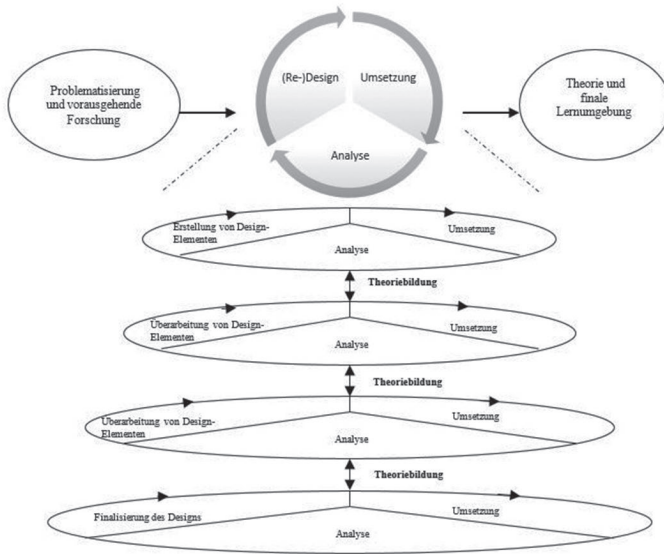 Problematisierung
und vorausgehende
Forschung
(Re-)Design
Umsetzung
Analyse
Theorie und
finale
Lernumgebung
Erstellung von Design-
Elementen
Umsetzung
Analyse
Theoriebildung
Überarbeitung von Design-
Elementen
Umsetzung
Analyse
Theoriebildung
Überarbeitung von Design-
Elementen
Umsetzung
Analyse
Theoriebildung
Finalisierung des Designs
Umsetzung
Analyse